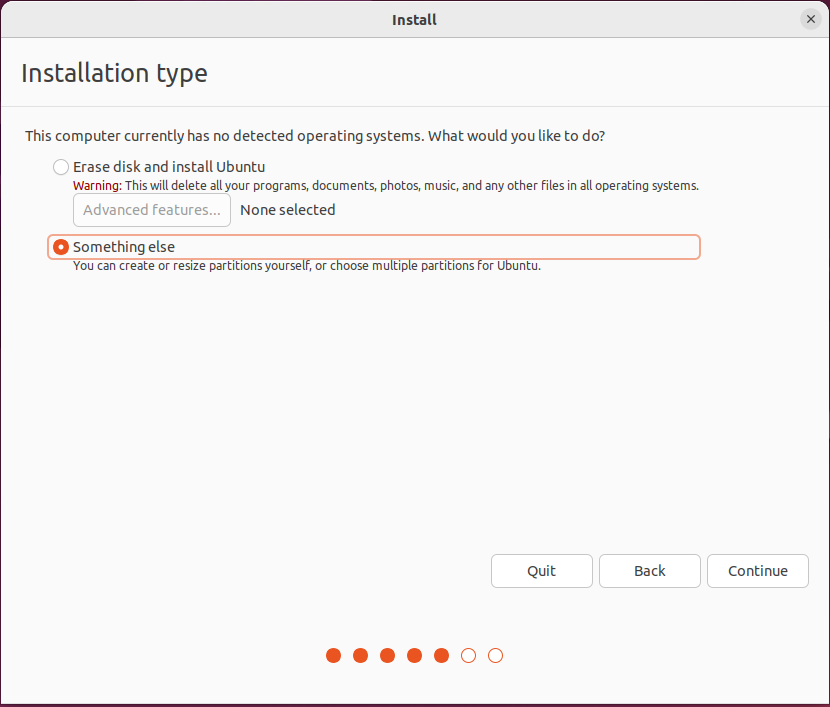 Install
Installation type
This computer currently has no detected operating systems. What would you like to do?
Erase disk and install Ubuntu
Warning: This will delete all your programs, documents, photos, music, and any other files in all operating systems.
Advanced features... None selected
Something else
You can create or resize partitions yourself, or choose multiple partitions for Ubuntu.
Quit Back Continue